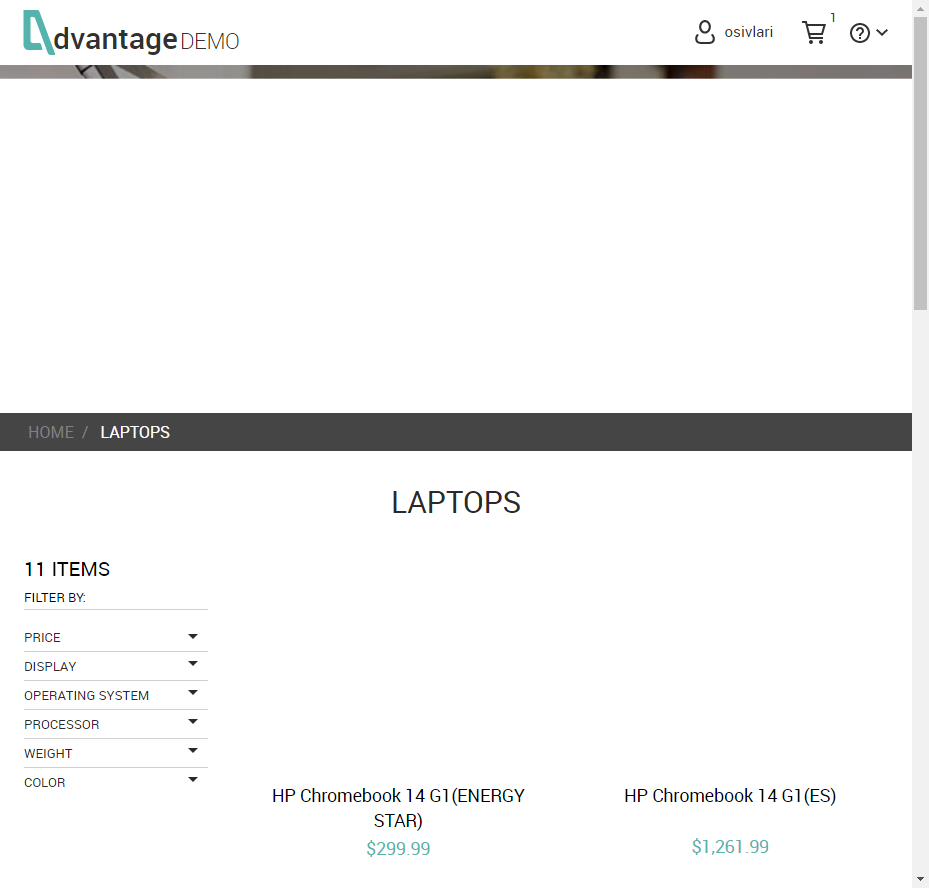 dvantage DEMO
osivlari
1
?
HOME / LAPTOPS
LAPTOPS
11 ITEMS
FILTER BY:
PRICE
DISPLAY
OPERATING SYSTEM
PROCESSOR
WEIGHT
COLOR
HP Chromebook 14 G1(ENERGY
STAR)
$299.99
HP Chromebook 14 G1(ES)
$1,261.99